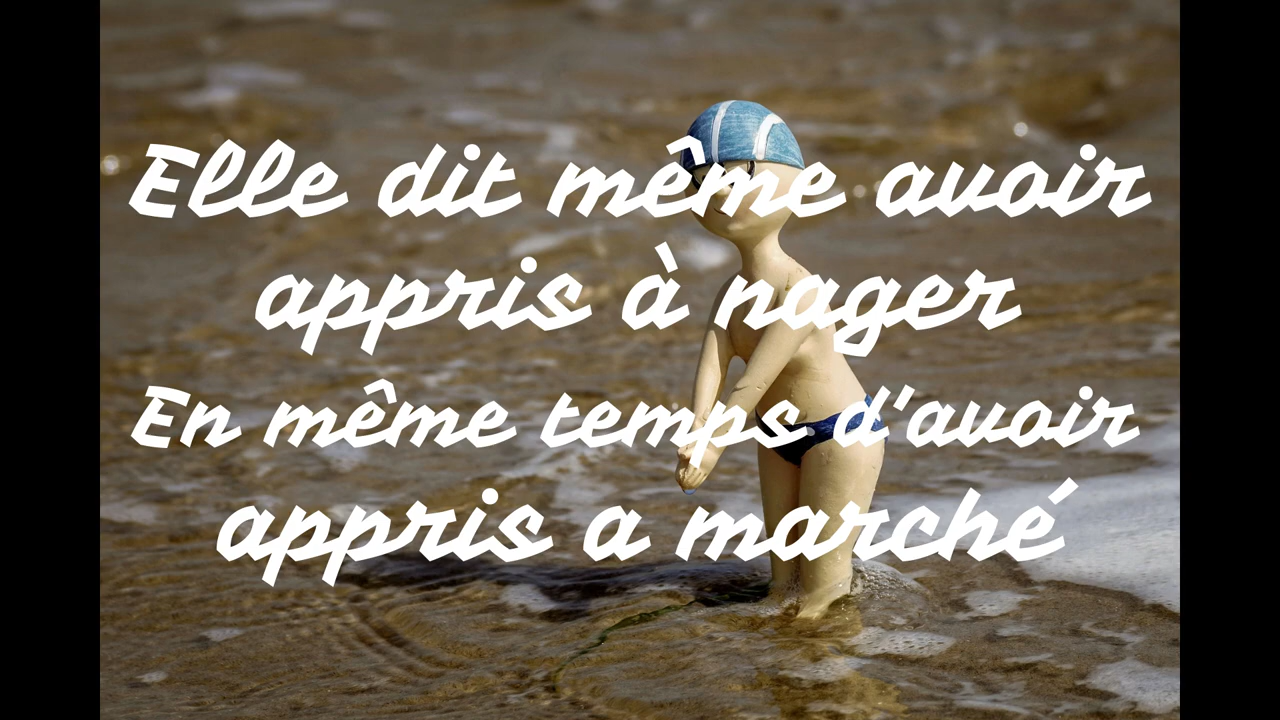 Elle dit même avoir
appris à nager
En même temps d'avoir
appris a marché